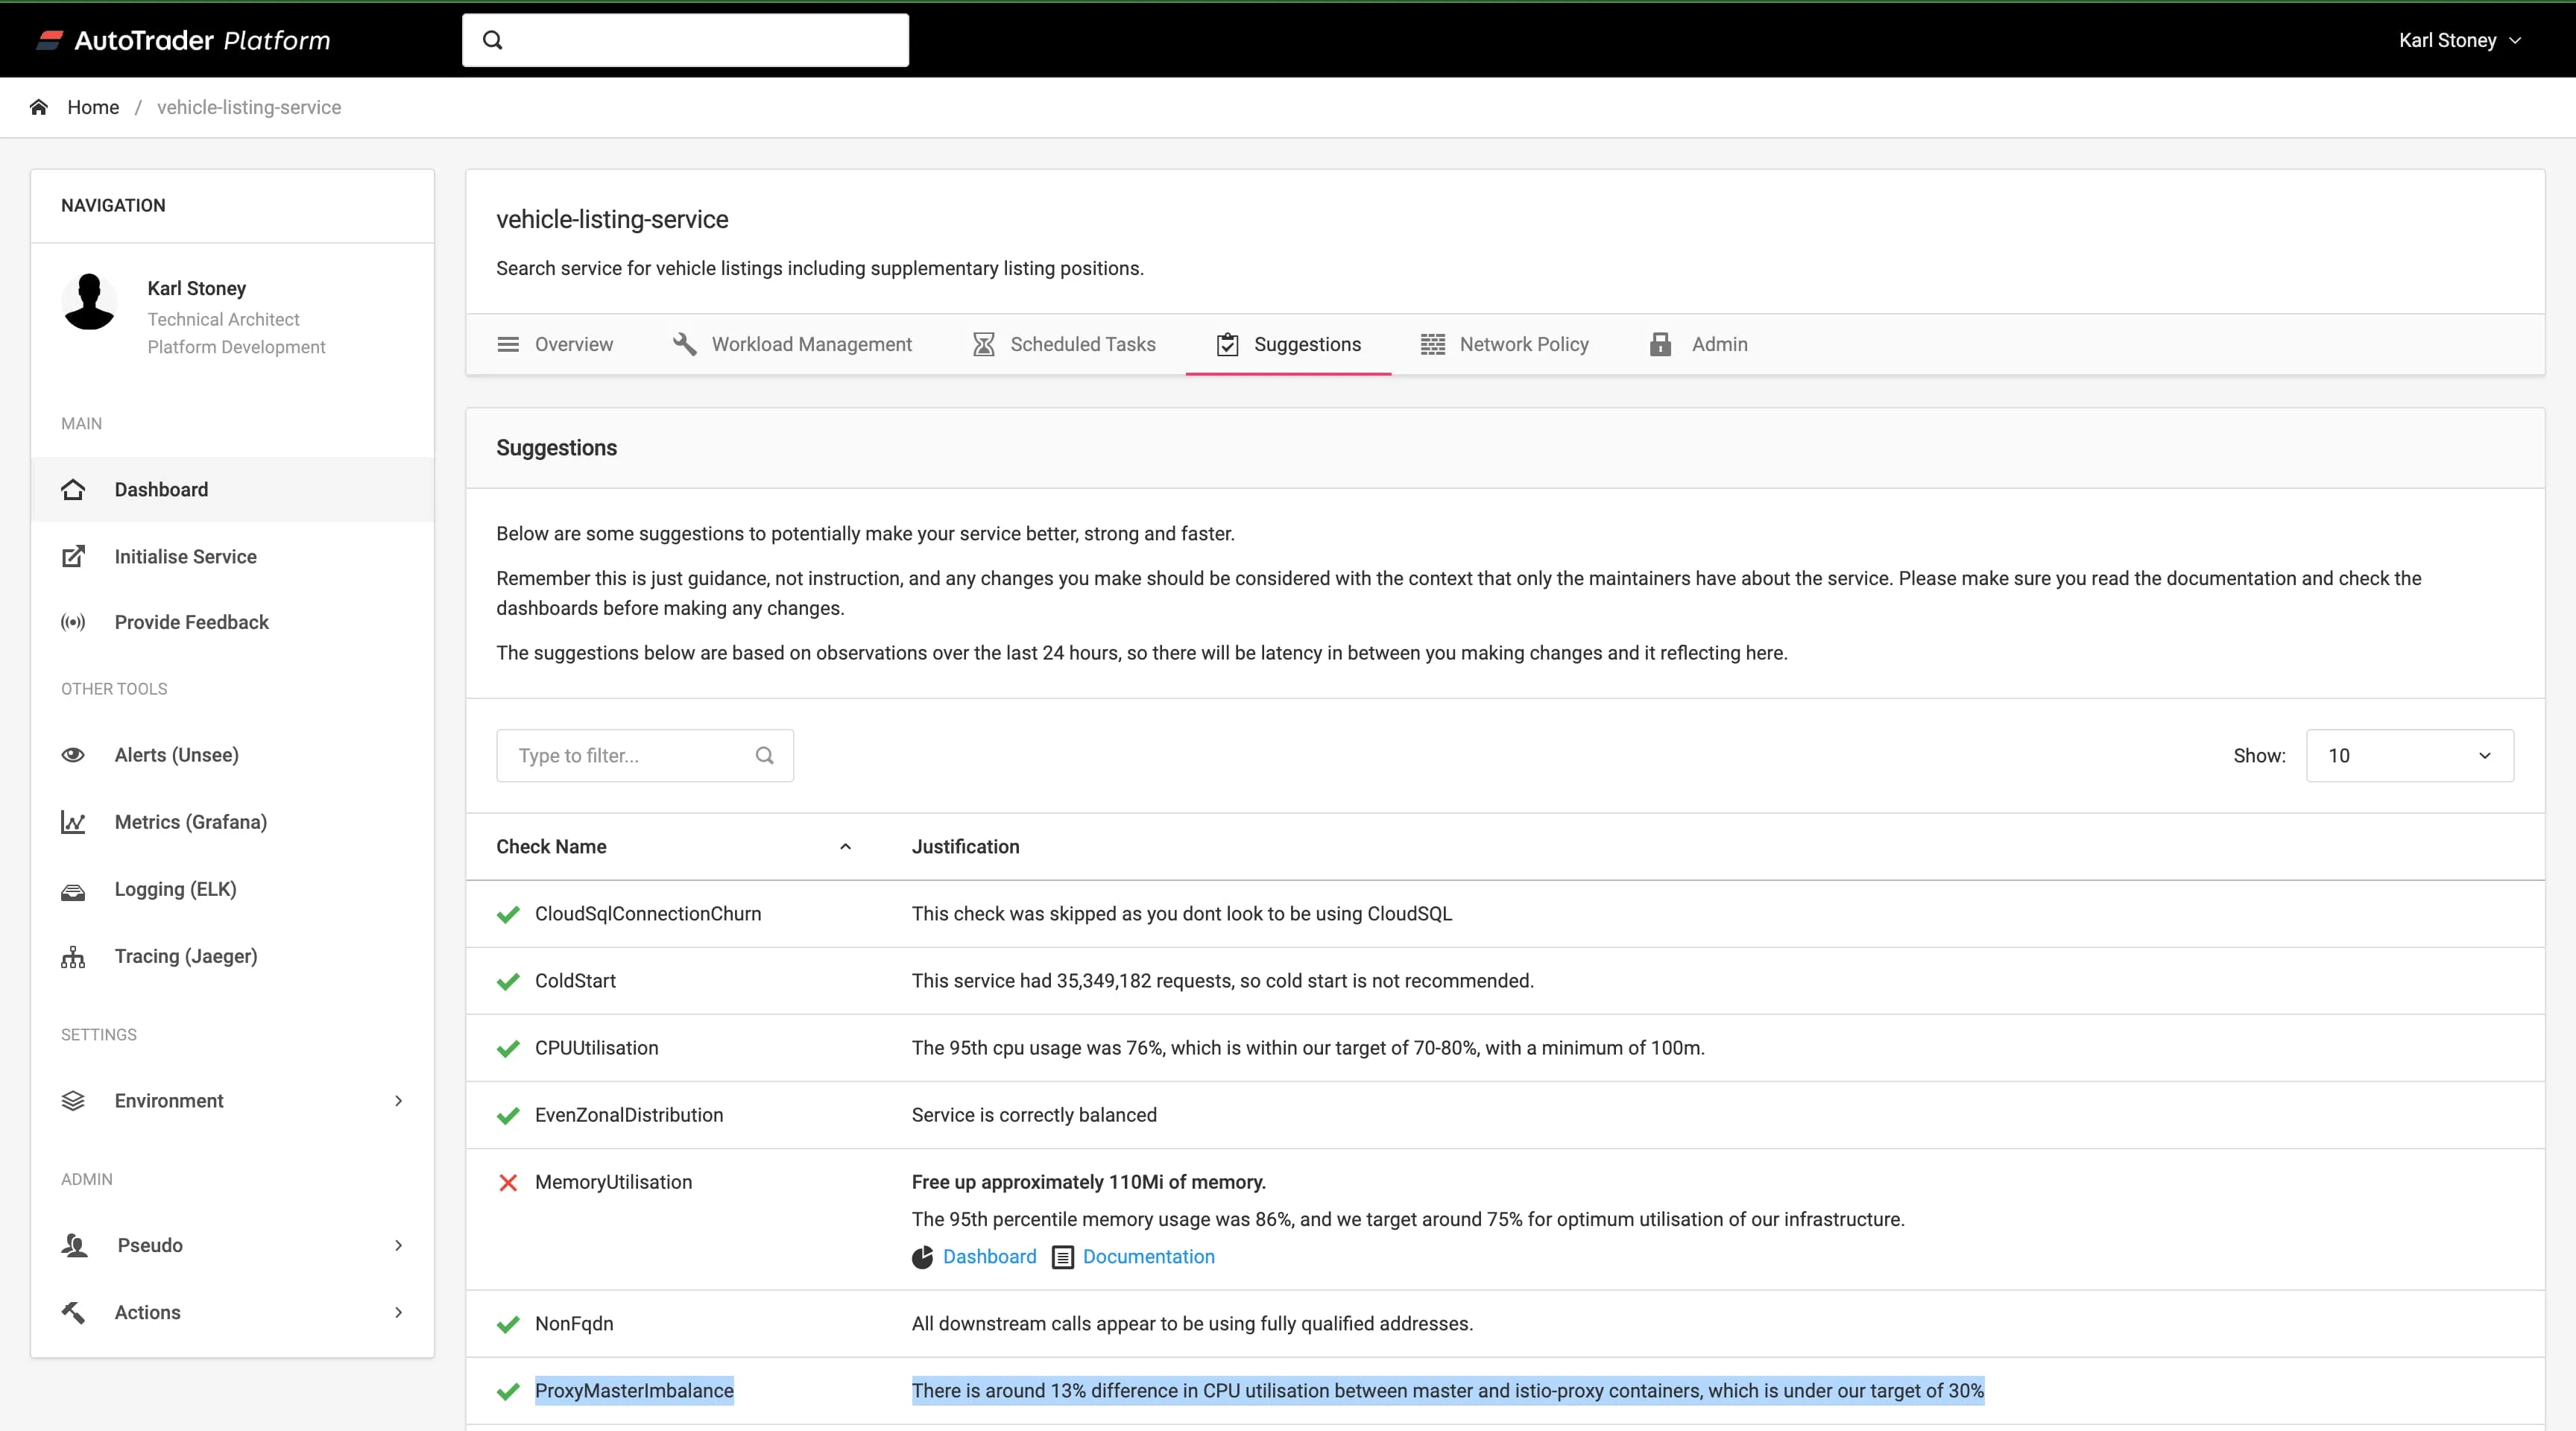 AutoTrader Platform
Karl Stoney
Home / vehicle-listing-service
NAVIGATION
Karl Stoney
Technical Architect
Platform Development
MAIN
Dashboard
Initialise Service
Provide Feedback
OTHER TOOLS
Alerts (Unsee)
Metrics (Grafana)
Logging (ELK)
Tracing (Jaeger)
SETTINGS
Environment
ADMIN
Pseudo
Actions
vehicle-listing-service
Search service for vehicle listings including supplementary listing positions.
Overview Workload Management Scheduled Tasks Suggestions Network Policy Admin
Suggestions
Below are some suggestions to potentially make your service better, strong and faster.
Remember this is just guidance, not instruction, and any changes you make should be considered with the context that only the maintainers have about the service. Please make sure you read the documentation and check the
dashboards before making any changes.
The suggestions below are based on observations over the last 24 hours, so there will be latency in between you making changes and it reflecting here.
Type to filter... Show: 10
Check Name Justification
CloudSqlConnectionChurn This check was skipped as you dont look to be using CloudSQL
ColdStart This service had 35,349,182 requests, so cold start is not recommended.
CPUUtilisation The 95th cpu usage was 76%, which is within our target of 70-80%, with a minimum of 100m.
EvenZonalDistribution Service is correctly balanced
MemoryUtilisation Free up approximately 110Mi of memory.
The 95th percentile memory usage was 86%, and we target around 75% for optimum utilisation of our infrastructure.
Dashboard Documentation
NonFqdn All downstream calls appear to be using fully qualified addresses.
ProxyMasterImbalance There is around 13% difference in CPU utilisation between master and istio-proxy containers, which is under our target of 30%